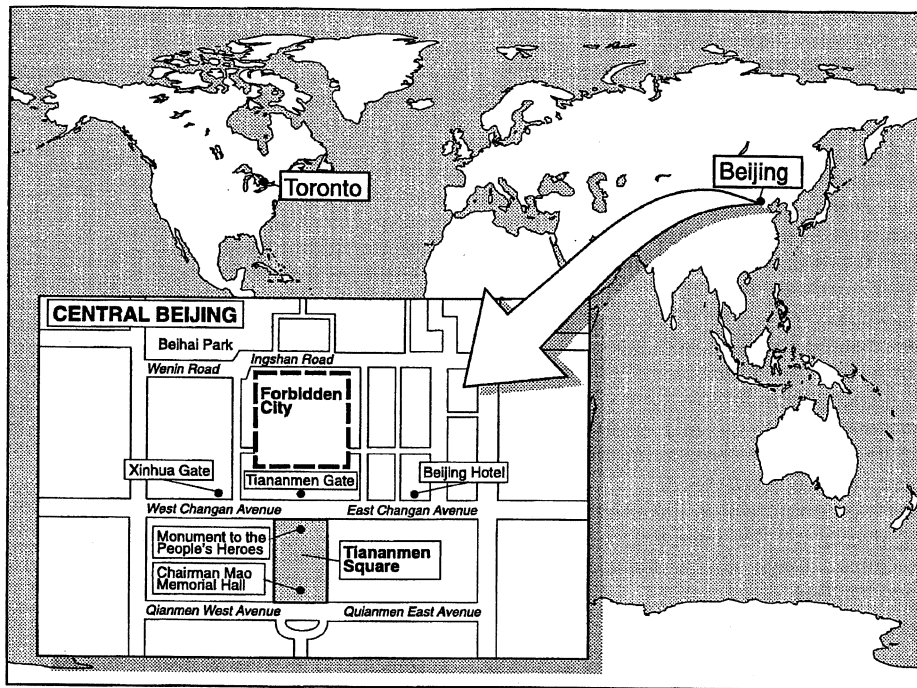 Toronto
Beijing
CENTRAL BEIJING
Beihai Park
Ingshan Road
Wenin Road
Forbidden
City
Xinhua Gate
Tiananmen Gate
Beijing Hotel
West Changan Avenue
East Changan Avenue
Monument to the
People's Heroes
Tiananmen
Square
Chairman Mao
Memorial Hall
Qianmen West Avenue
Quianmen East Avenue